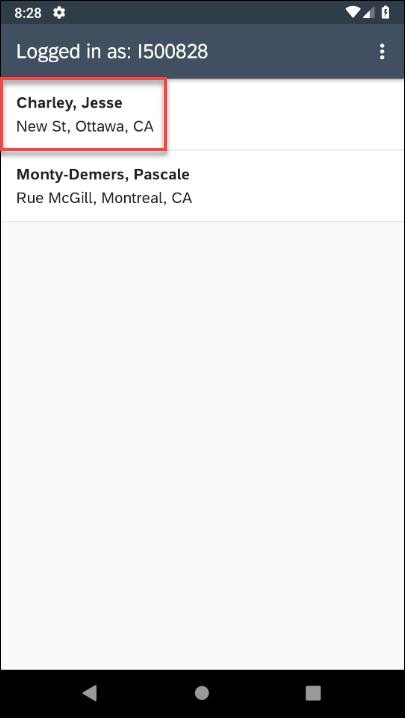 8:28
Logged in as: I500828
Charley, Jesse
New St, Ottawa, CA
Monty-Demers, Pascale
Rue McGill, Montreal, CA